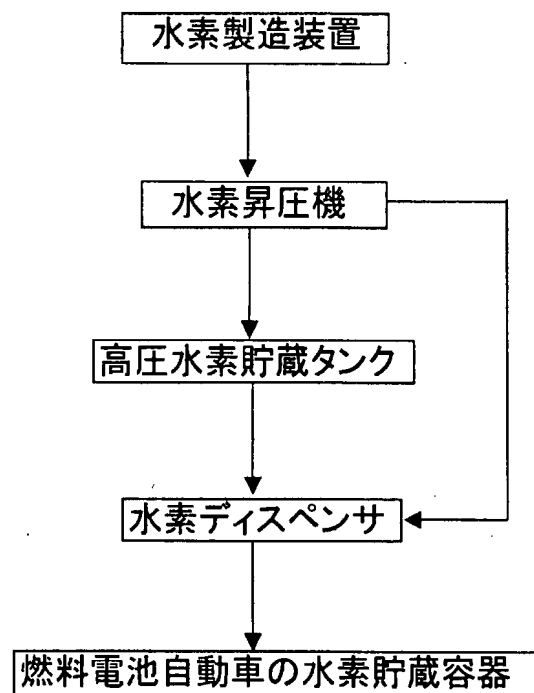 水素製造装置
水素昇圧機
高圧水素貯蔵タンク
水素ディスペンサ
燃料電池自動車の水素貯蔵容器